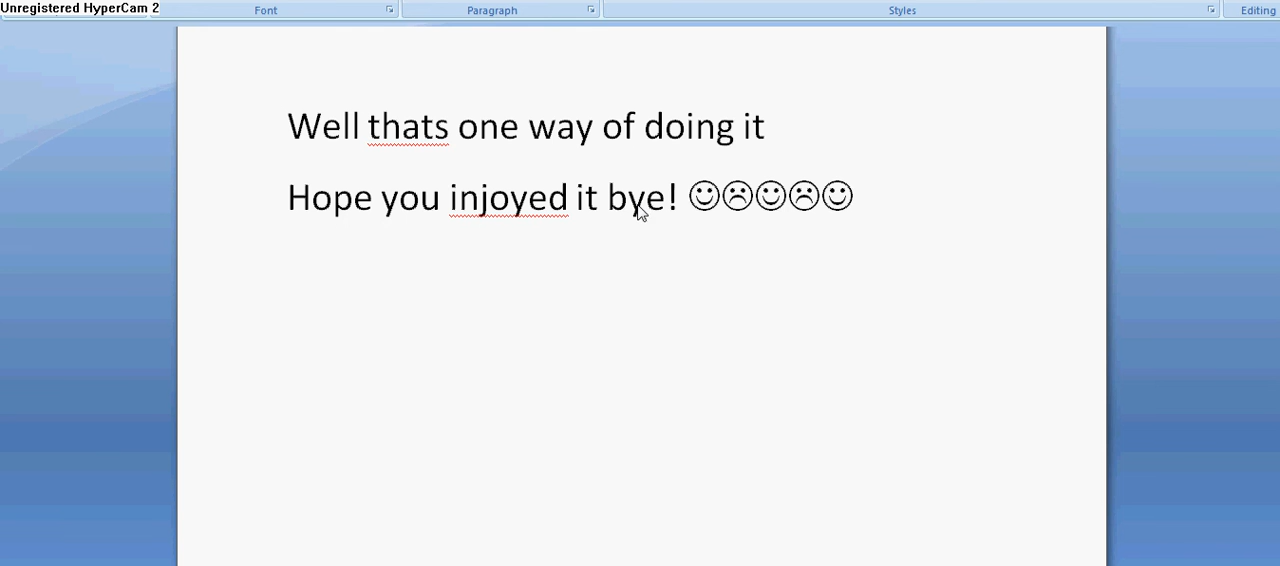 Unregistered HyperCam 2
Font Paragraph Styles Editing
Well thats one way of doing it
Hope you injoyed it bye! ☺☹☺☹☺